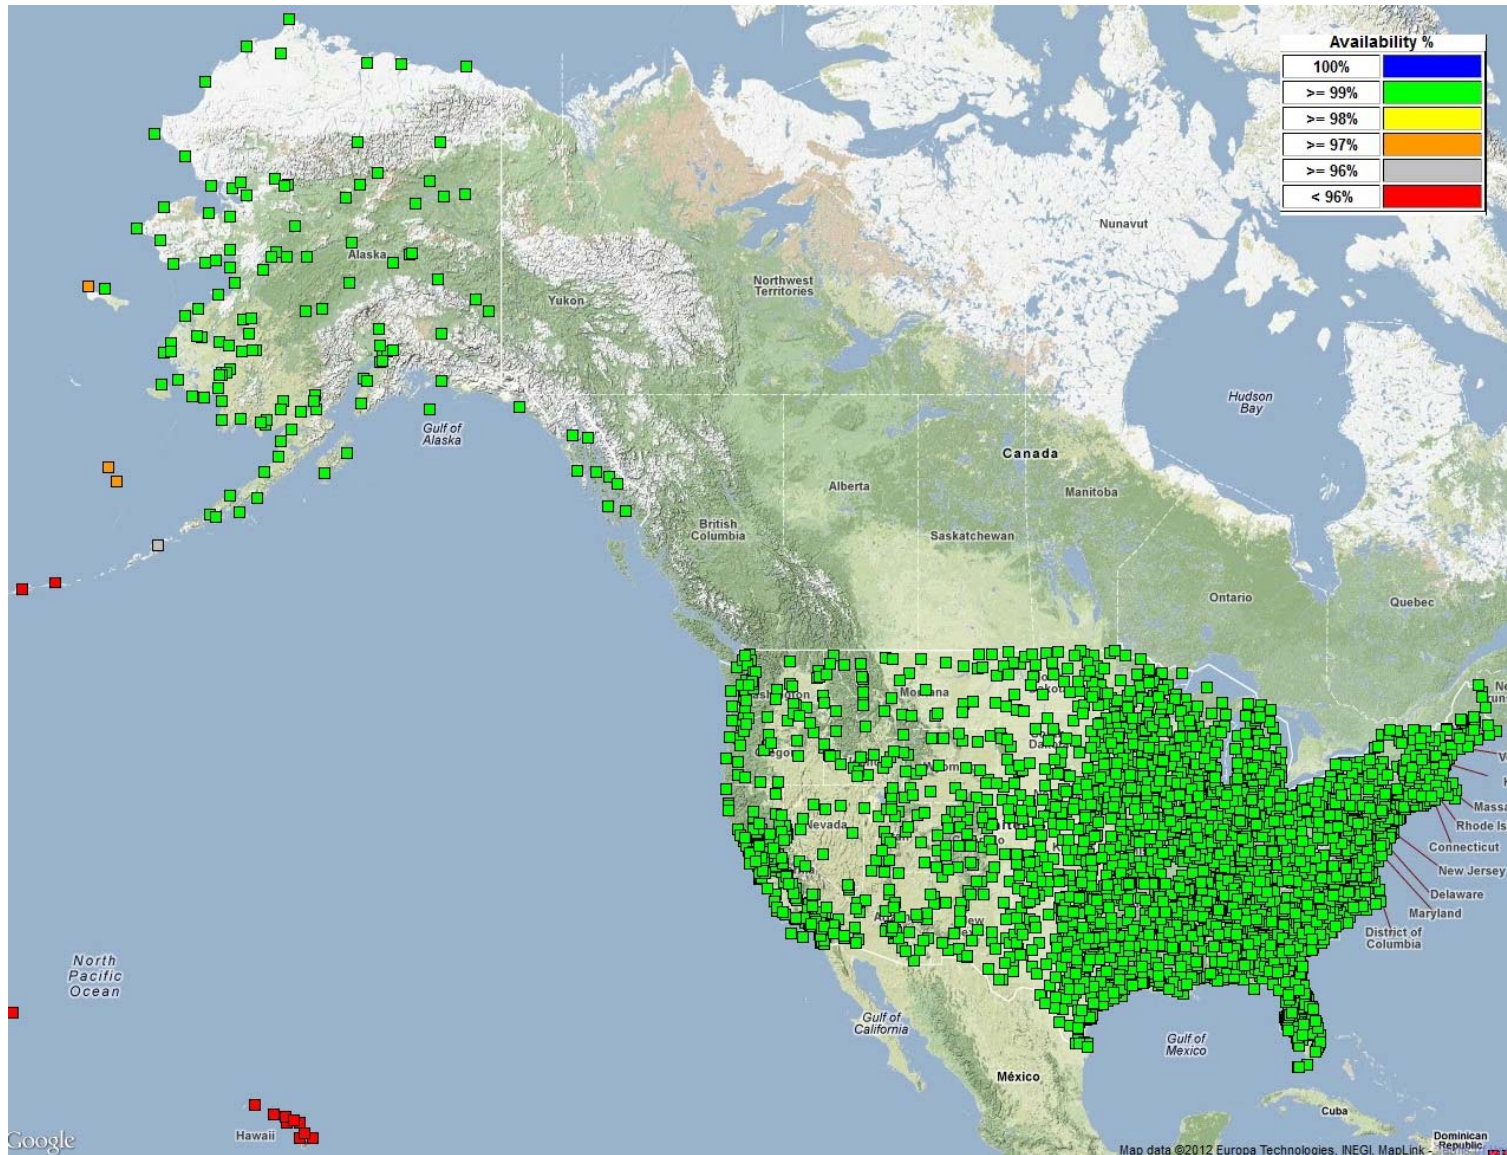 Availability %
100%
>= 99%
>= 98%
>= 97%
>= 96%
< 96%
Nunavut
Alaska
Northwest
Territories
Yukon
Hudson
Bay
Gulf of
Alaska
Canada
Alberta
Manitoba
British
Columbia
Saskatchewan
Ontario
Quebec
Montana
Nevada
Massa
Rhode Is
Connecticut
New Jersey
Delaware
Maryland
District of
Columbia
North
Pacific
Ocean
Gulf of
California
Gulf of
Mexico
México
Cuba
Hawaii
Dominican
Republic
Google
Map data ©2012 Europa Technologies, INEGI, MapLink -